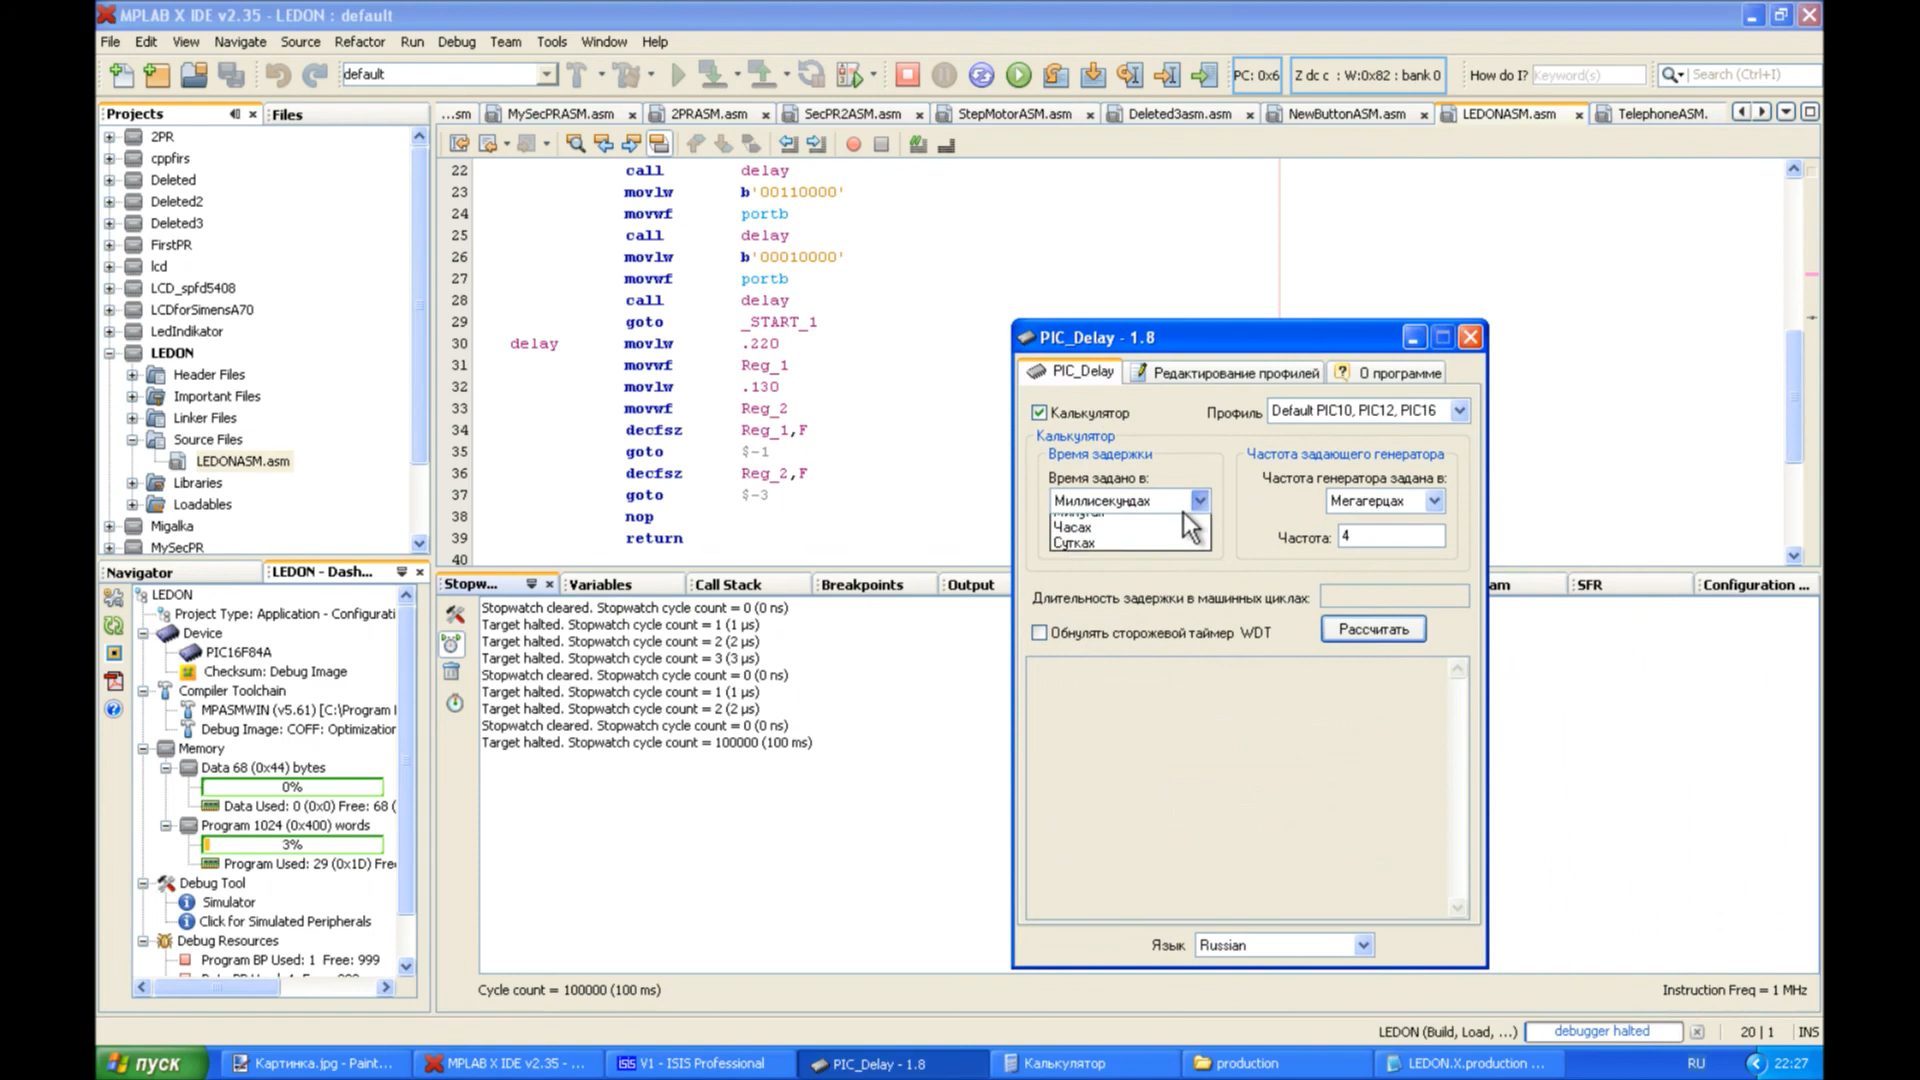 MPLAB X IDE v2.35 - LEDON : default
File Edit View Navigate Source Refactor Run Debug Team Tools Window Help
default PC: 0x6 Z dc c : W:0x82 : bank 0 How do I? Keyword(s) Search (Ctrl+I)
Projects Files
...sm MySecPRASM.asm 2PRASM.asm SecPR2ASM.asm StepMotorASM.asm Deleted3asm.asm NewButtonASM.asm LEDONASM.asm TelephoneASM.
2PR
cppfirs
Deleted
Deleted2
Deleted3
FirstPR
lcd
LCD_spfd5408
LCDforSimensA70
LedIndikator
LEDON
Header Files
Important Files
Linker Files
Source Files
LEDONASM.asm
Libraries
Loadables
Migalka
MySecPR
22 call delay
23 movlw b'00110000'
24 movwf portb
25 call delay
26 movlw b'00010000'
27 movwf portb
28 call delay
29 goto _START_1
30 delay movlw .220
31 movwf Reg_1
32 movlw .130
33 movwf Reg_2
34 decfsz Reg_1,F
35 goto $-1
36 decfsz Reg_2,F
37 goto $-3
38 nop
39 return
40
PIC_Delay - 1.8
PIC_Delay Редактирование профилей О программе
Калькулятор Профиль Default PIC10, PIC12, PIC16
Калькулятор
Время задержки Частота задающего генератора
Время задано в: Частота генератора задана в:
Миллисекундах Мегагерцах
Часах
Сутках
Частота: 4
Длительность задержки в машинных циклах:
Обнулять сторожевой таймер WDT Рассчитать
Язык Russian
Navigator LEDON - Dash...
LEDON
Project Type: Application - Configurati
Device
PIC16F84A
Checksum: Debug Image
Compiler Toolchain
MPASMWIN (v5.61) [C:\Program
Debug Image: COFF: Optimization
Memory
Data 68 (0x44) bytes
0%
Data Used: 0 (0x0) Free: 68 (
Program 1024 (0x400) words
3%
Program Used: 29 (0x1D) Fre
Debug Tool
Simulator
Click for Simulated Peripherals
Debug Resources
Program BP Used: 1 Free: 999
Stopw... Variables Call Stack Breakpoints Output am SFR Configuration ...
Stopwatch cleared. Stopwatch cycle count = 0 (0 ns)
Target halted. Stopwatch cycle count = 1 (1 µs)
Target halted. Stopwatch cycle count = 2 (2 µs)
Target halted. Stopwatch cycle count = 3 (3 µs)
Stopwatch cleared. Stopwatch cycle count = 0 (0 ns)
Target halted. Stopwatch cycle count = 1 (1 µs)
Target halted. Stopwatch cycle count = 2 (2 µs)
Stopwatch cleared. Stopwatch cycle count = 0 (0 ns)
Target halted. Stopwatch cycle count = 100000 (100 ms)
Cycle count = 100000 (100 ms) Instruction Freq = 1 MHz
LEDON (Build, Load, ...) debugger halted 20 | 1 INS
пуск Картинка.jpg - Paint... MPLAB X IDE v2.35 - ... V1 - ISIS Professional PIC_Delay - 1.8 Калькулятор production LEDON.X.production ... RU 22:27